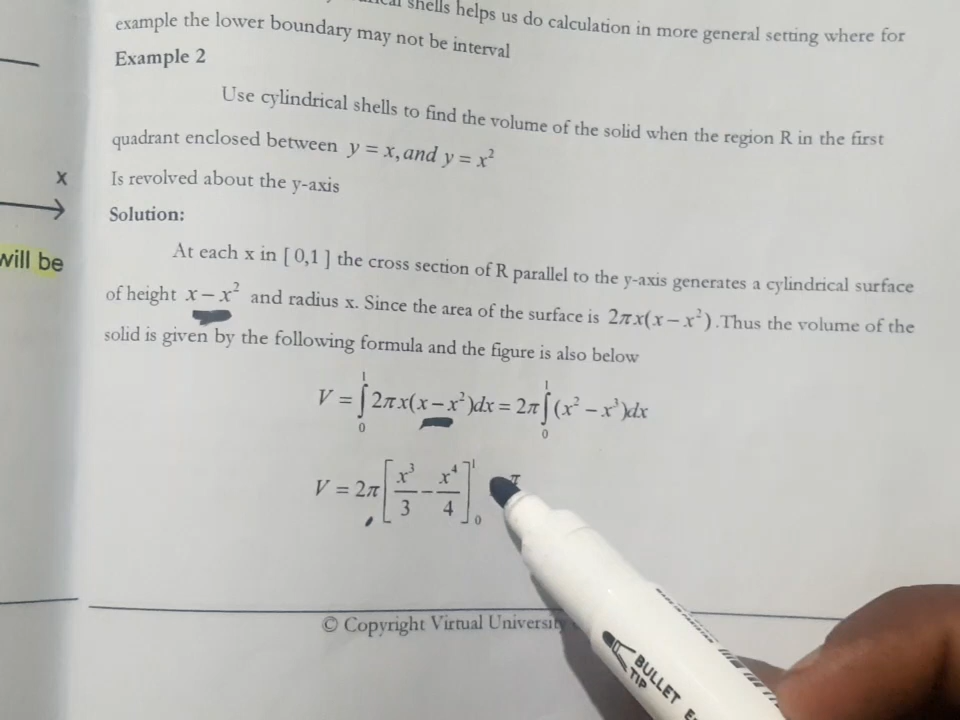 shells helps us do calculation in more general setting where for
example the lower boundary may not be interval
Example 2
Use cylindrical shells to find the volume of the solid when the region R in the first
quadrant enclosed between y = x, and y = x²
x
Is revolved about the y-axis
Solution:
will be
At each x in [ 0,1 ] the cross section of R parallel to the y-axis generates a cylindrical surface
of height x − x² and radius x. Since the area of the surface is 2πx(x − x²).Thus the volume of the
solid is given by the following formula and the figure is also below
V = ∫₀¹ 2πx(x − x²)dx = 2π∫₀¹ (x² − x³)dx
V = 2π[x³/3 − x⁴/4]₀¹ π
© Copyright Virtual University
BULLET
TIP